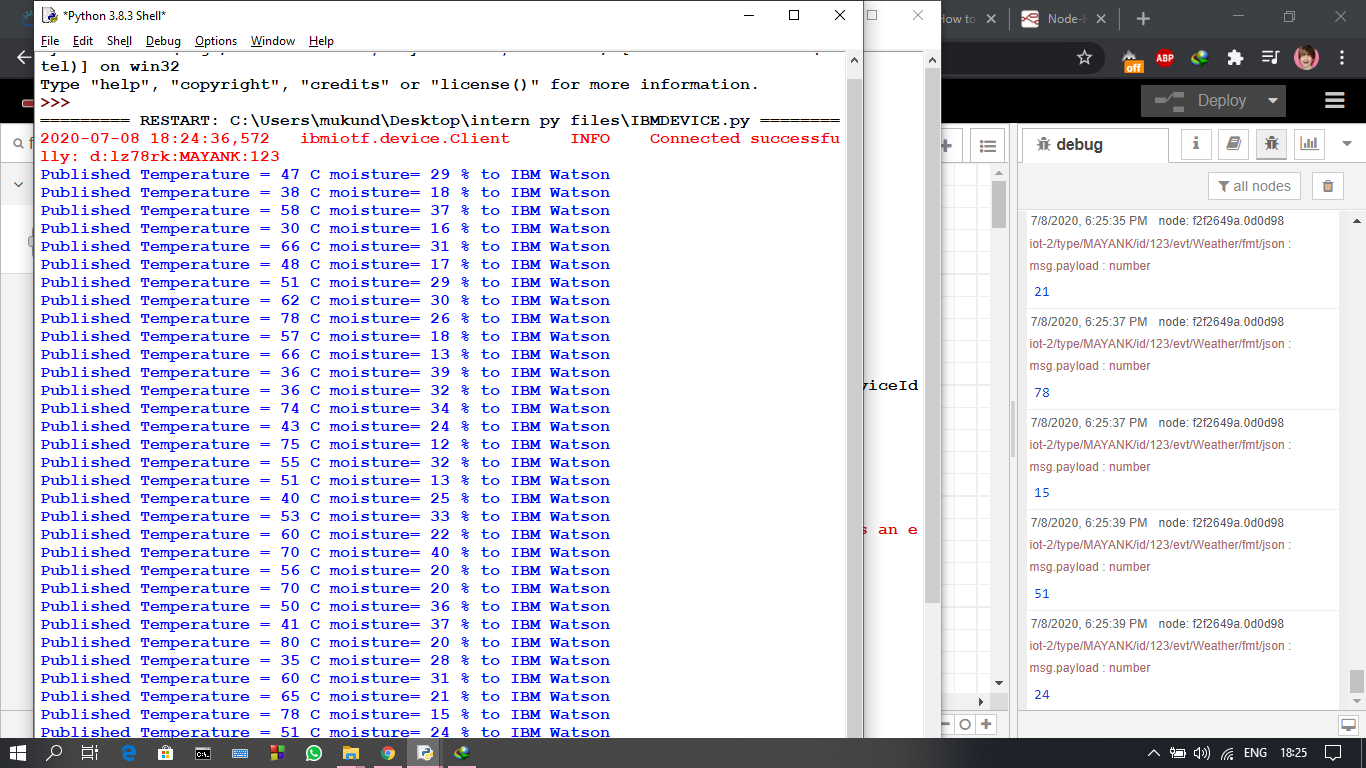 *Python 3.8.3 Shell*
File Edit Shell Debug Options Window Help
tel)] on win32
Type "help", "copyright", "credits" or "license()" for more information.
>>>
========= RESTART: C:\Users\mukund\Desktop\intern py files\IBMDEVICE.py ========
2020-07-08 18:24:36,572   ibmiotf.device.Client      INFO    Connected successfu
lly: d:lz78rk:MAYANK:123
Published Temperature = 47 C moisture= 29 % to IBM Watson
Published Temperature = 38 C moisture= 18 % to IBM Watson
Published Temperature = 58 C moisture= 37 % to IBM Watson
Published Temperature = 30 C moisture= 16 % to IBM Watson
Published Temperature = 66 C moisture= 31 % to IBM Watson
Published Temperature = 48 C moisture= 17 % to IBM Watson
Published Temperature = 51 C moisture= 29 % to IBM Watson
Published Temperature = 62 C moisture= 30 % to IBM Watson
Published Temperature = 78 C moisture= 26 % to IBM Watson
Published Temperature = 57 C moisture= 18 % to IBM Watson
Published Temperature = 66 C moisture= 13 % to IBM Watson
Published Temperature = 36 C moisture= 39 % to IBM Watson
Published Temperature = 36 C moisture= 32 % to IBM Watson
Published Temperature = 74 C moisture= 34 % to IBM Watson
Published Temperature = 43 C moisture= 24 % to IBM Watson
Published Temperature = 75 C moisture= 12 % to IBM Watson
Published Temperature = 55 C moisture= 32 % to IBM Watson
Published Temperature = 51 C moisture= 13 % to IBM Watson
Published Temperature = 40 C moisture= 25 % to IBM Watson
Published Temperature = 53 C moisture= 33 % to IBM Watson
Published Temperature = 60 C moisture= 22 % to IBM Watson
Published Temperature = 70 C moisture= 40 % to IBM Watson
Published Temperature = 56 C moisture= 20 % to IBM Watson
Published Temperature = 70 C moisture= 20 % to IBM Watson
Published Temperature = 50 C moisture= 36 % to IBM Watson
Published Temperature = 41 C moisture= 37 % to IBM Watson
Published Temperature = 80 C moisture= 20 % to IBM Watson
Published Temperature = 35 C moisture= 28 % to IBM Watson
Published Temperature = 60 C moisture= 31 % to IBM Watson
Published Temperature = 65 C moisture= 21 % to IBM Watson
Published Temperature = 78 C moisture= 15 % to IBM Watson
Published Temperature = 51 C moisture= 24 % to IBM Watson
viceId
s an e
How to
Node-R
off
ABP
Deploy
debug
all nodes
7/8/2020, 6:25:35 PM node: f2f2649a.0d0d98
iot-2/type/MAYANK/id/123/evt/Weather/fmt/json :
msg.payload : number
21
7/8/2020, 6:25:37 PM node: f2f2649a.0d0d98
iot-2/type/MAYANK/id/123/evt/Weather/fmt/json :
msg.payload : number
78
7/8/2020, 6:25:37 PM node: f2f2649a.0d0d98
iot-2/type/MAYANK/id/123/evt/Weather/fmt/json :
msg.payload : number
15
7/8/2020, 6:25:39 PM node: f2f2649a.0d0d98
iot-2/type/MAYANK/id/123/evt/Weather/fmt/json :
msg.payload : number
51
7/8/2020, 6:25:39 PM node: f2f2649a.0d0d98
iot-2/type/MAYANK/id/123/evt/Weather/fmt/json :
msg.payload : number
24
ENG 18:25